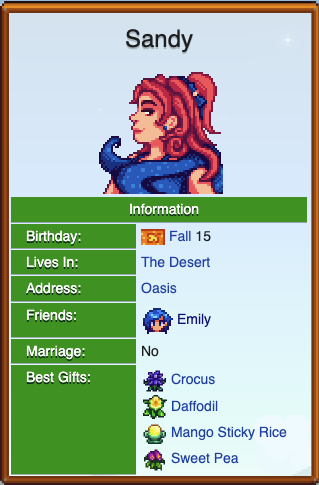 Sandy
Information
Birthday: Fall 15
Lives In: The Desert
Address: Oasis
Friends: Emily
Marriage: No
Best Gifts: Crocus
Daffodil
Mango Sticky Rice
Sweet Pea